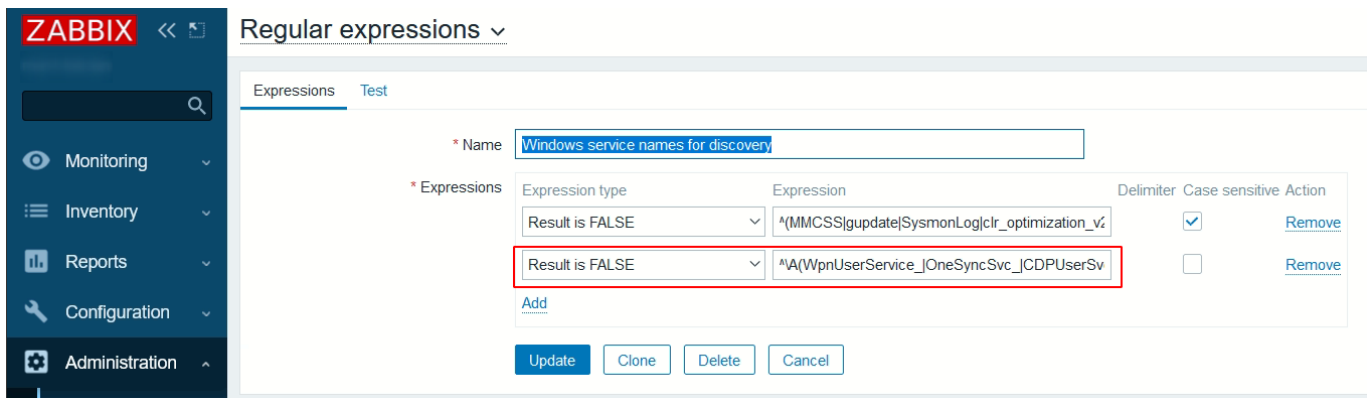 ZABBIX
Regular expressions
Expressions Test
* Name Windows service names for discovery
* Expressions Expression type Expression Delimiter Case sensitive Action
Result is FALSE ^(MMCSS|gupdate|SysmonLog|clr_optimization_v2 Remove
Result is FALSE ^\A(WpnUserService_|OneSyncSvc_|CDPUserSv Remove
Add
Update Clone Delete Cancel
Monitoring
Inventory
Reports
Configuration
Administration